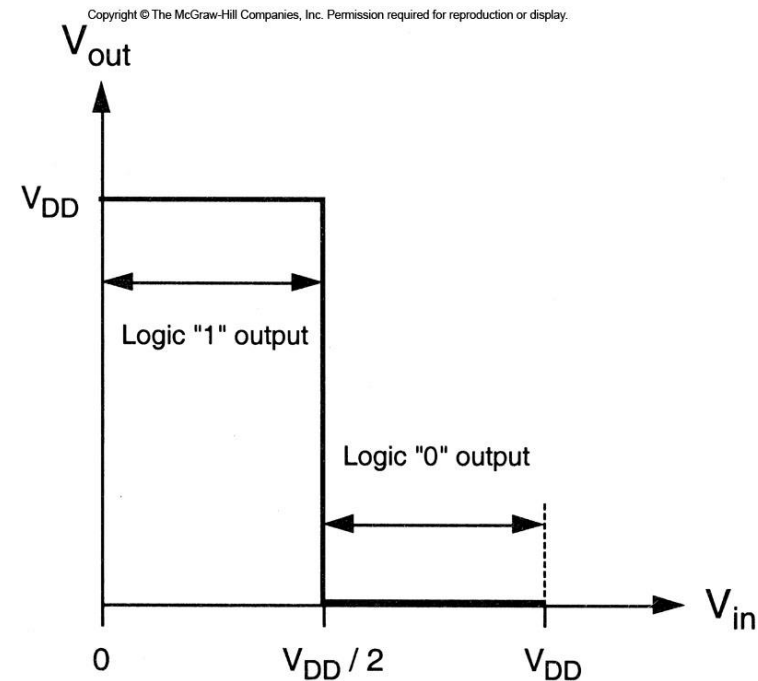 Copyright © The McGraw-Hill Companies, Inc. Permission required for reproduction or display.
Vout
VDD
Logic "1" output
Logic "0" output
Vin
0
VDD / 2
VDD